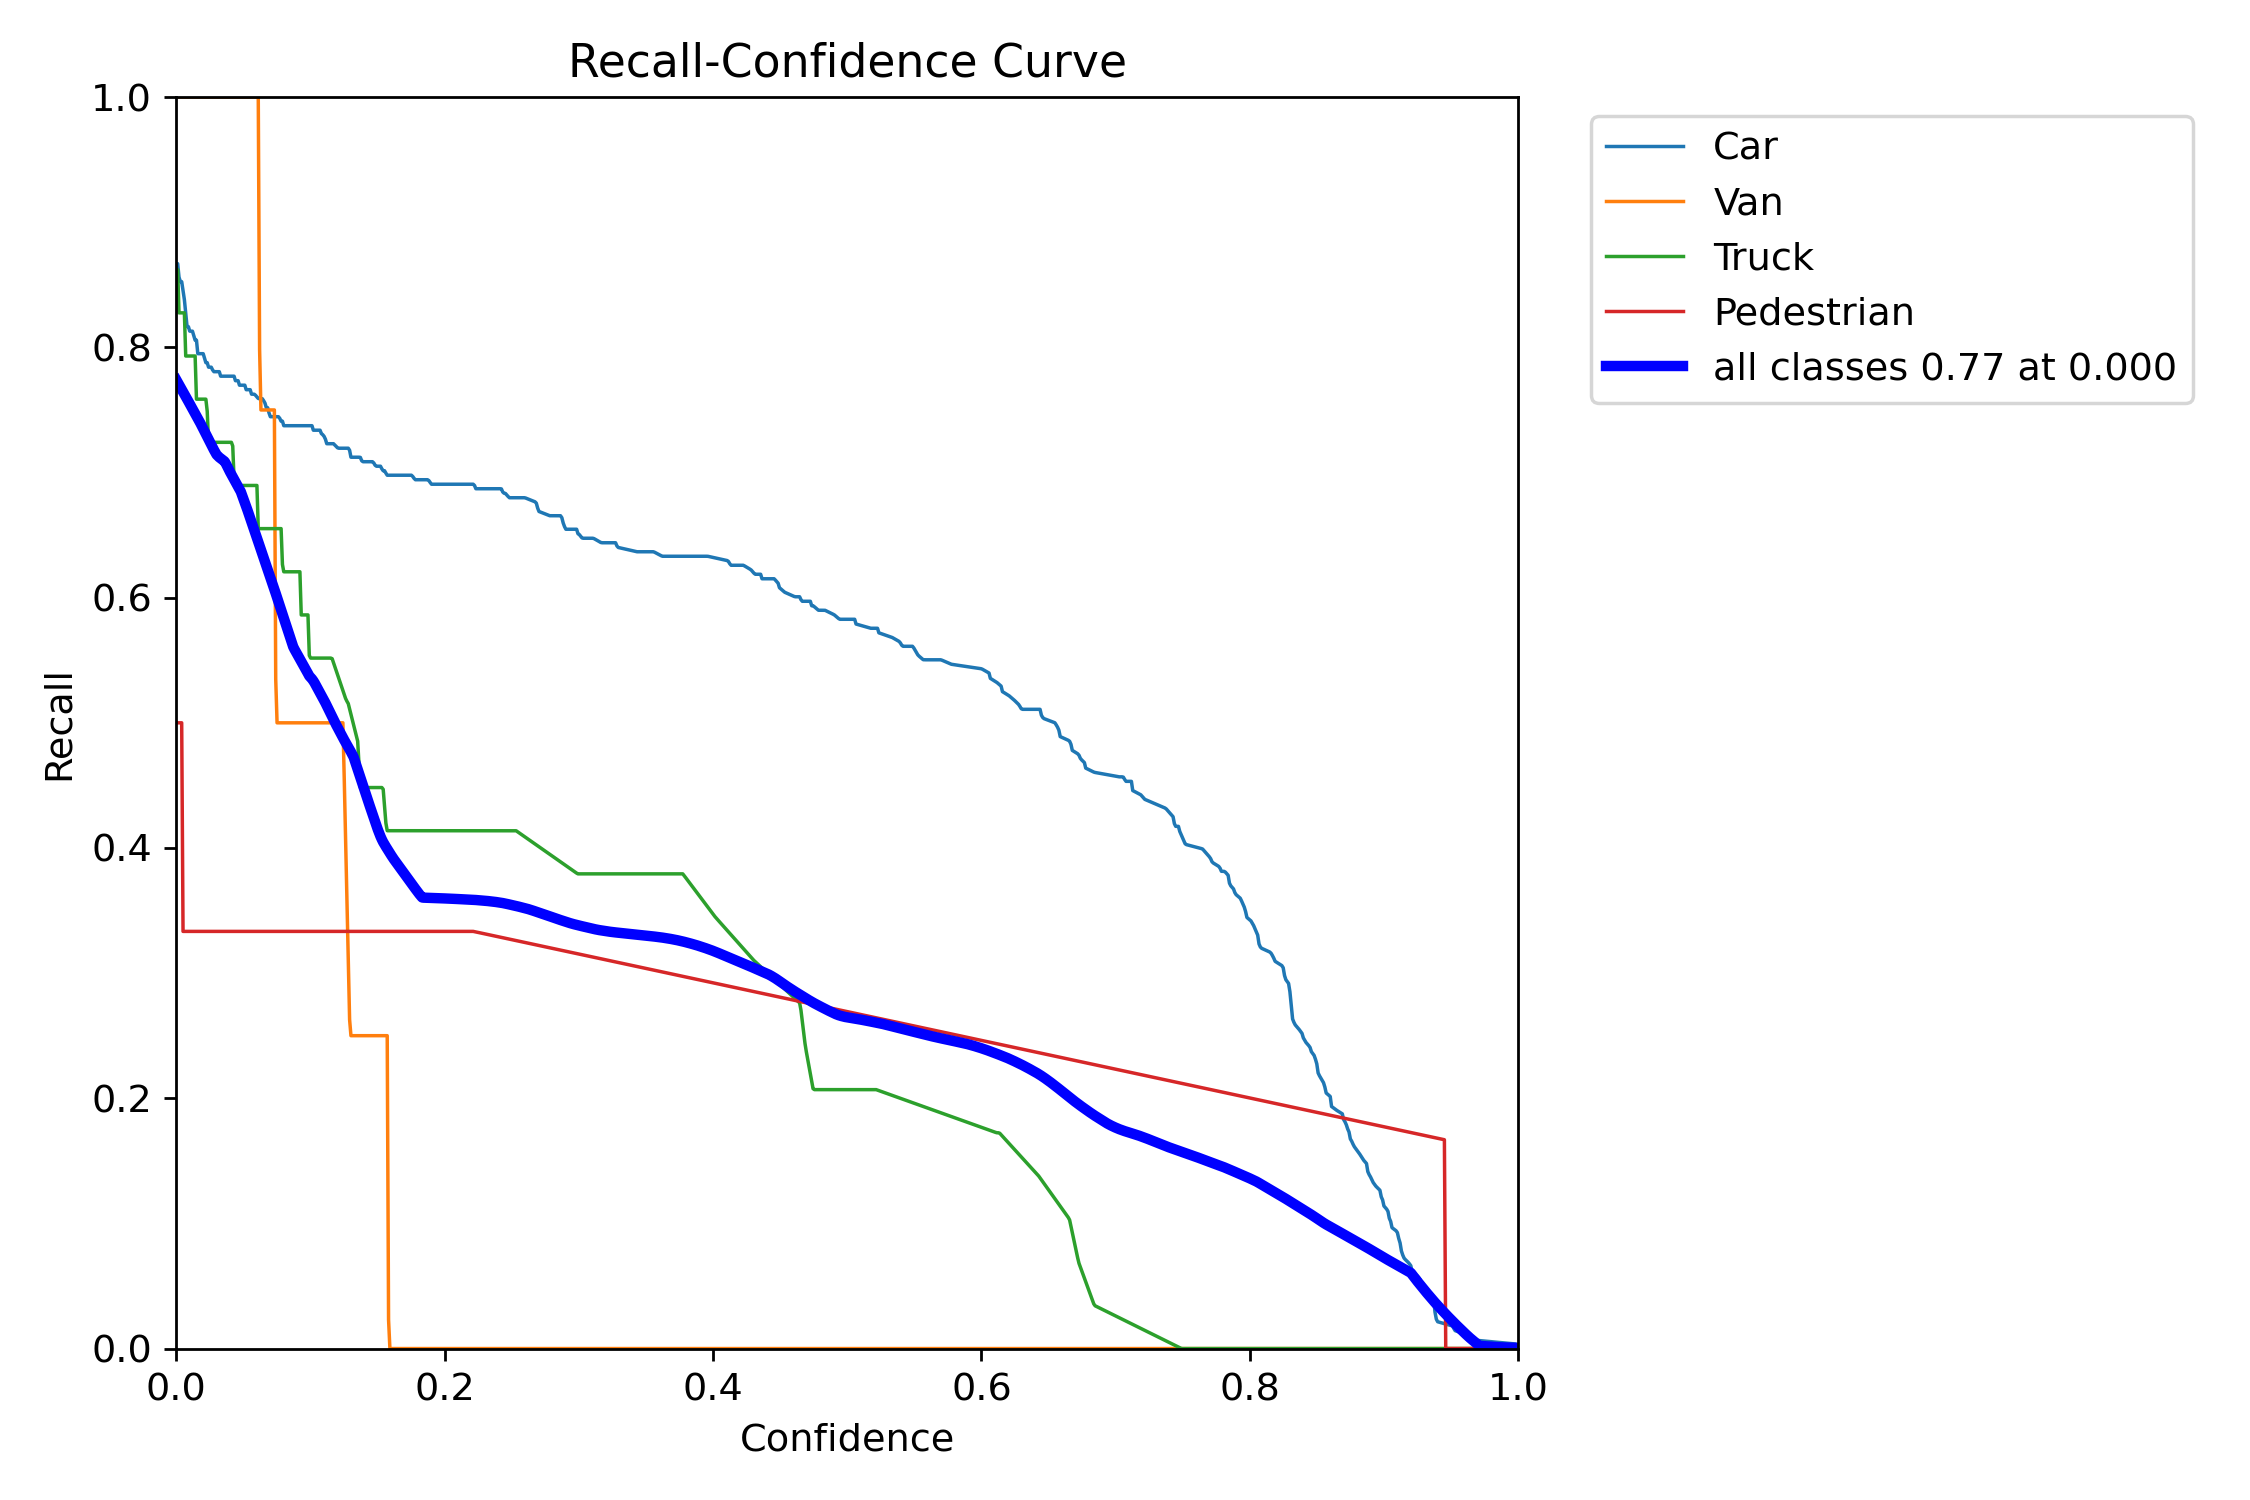 Recall-Confidence Curve
1.0
0.8
0.6
0.4
0.2
0.0
Recall
0.0 0.2 0.4 0.6 0.8 1.0
Confidence
Car
Van
Truck
Pedestrian
all classes 0.77 at 0.000